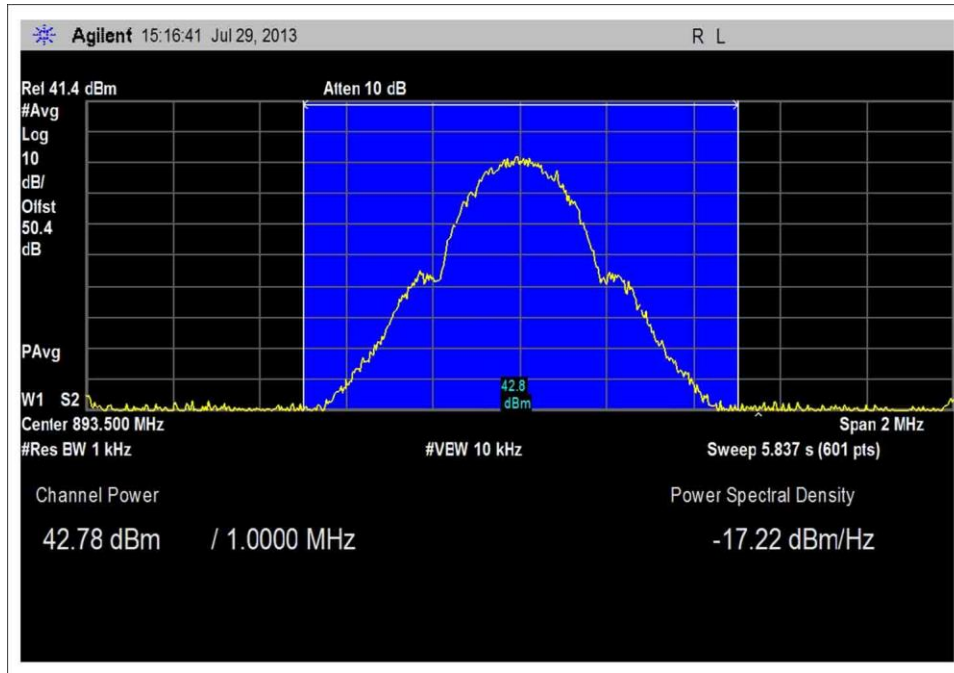 Agilent 15:16:41 Jul 29, 2013 R L
Ref 41.4 dBm Atten 10 dB
#Avg
Log
10
dB/
Offst
50.4
dB
PAvg
42.8
dBm
W1 S2
Center 893.500 MHz Span 2 MHz
#Res BW 1 kHz #VBW 10 kHz Sweep 5.837 s (601 pts)
Channel Power Power Spectral Density
42.78 dBm / 1.0000 MHz -17.22 dBm/Hz